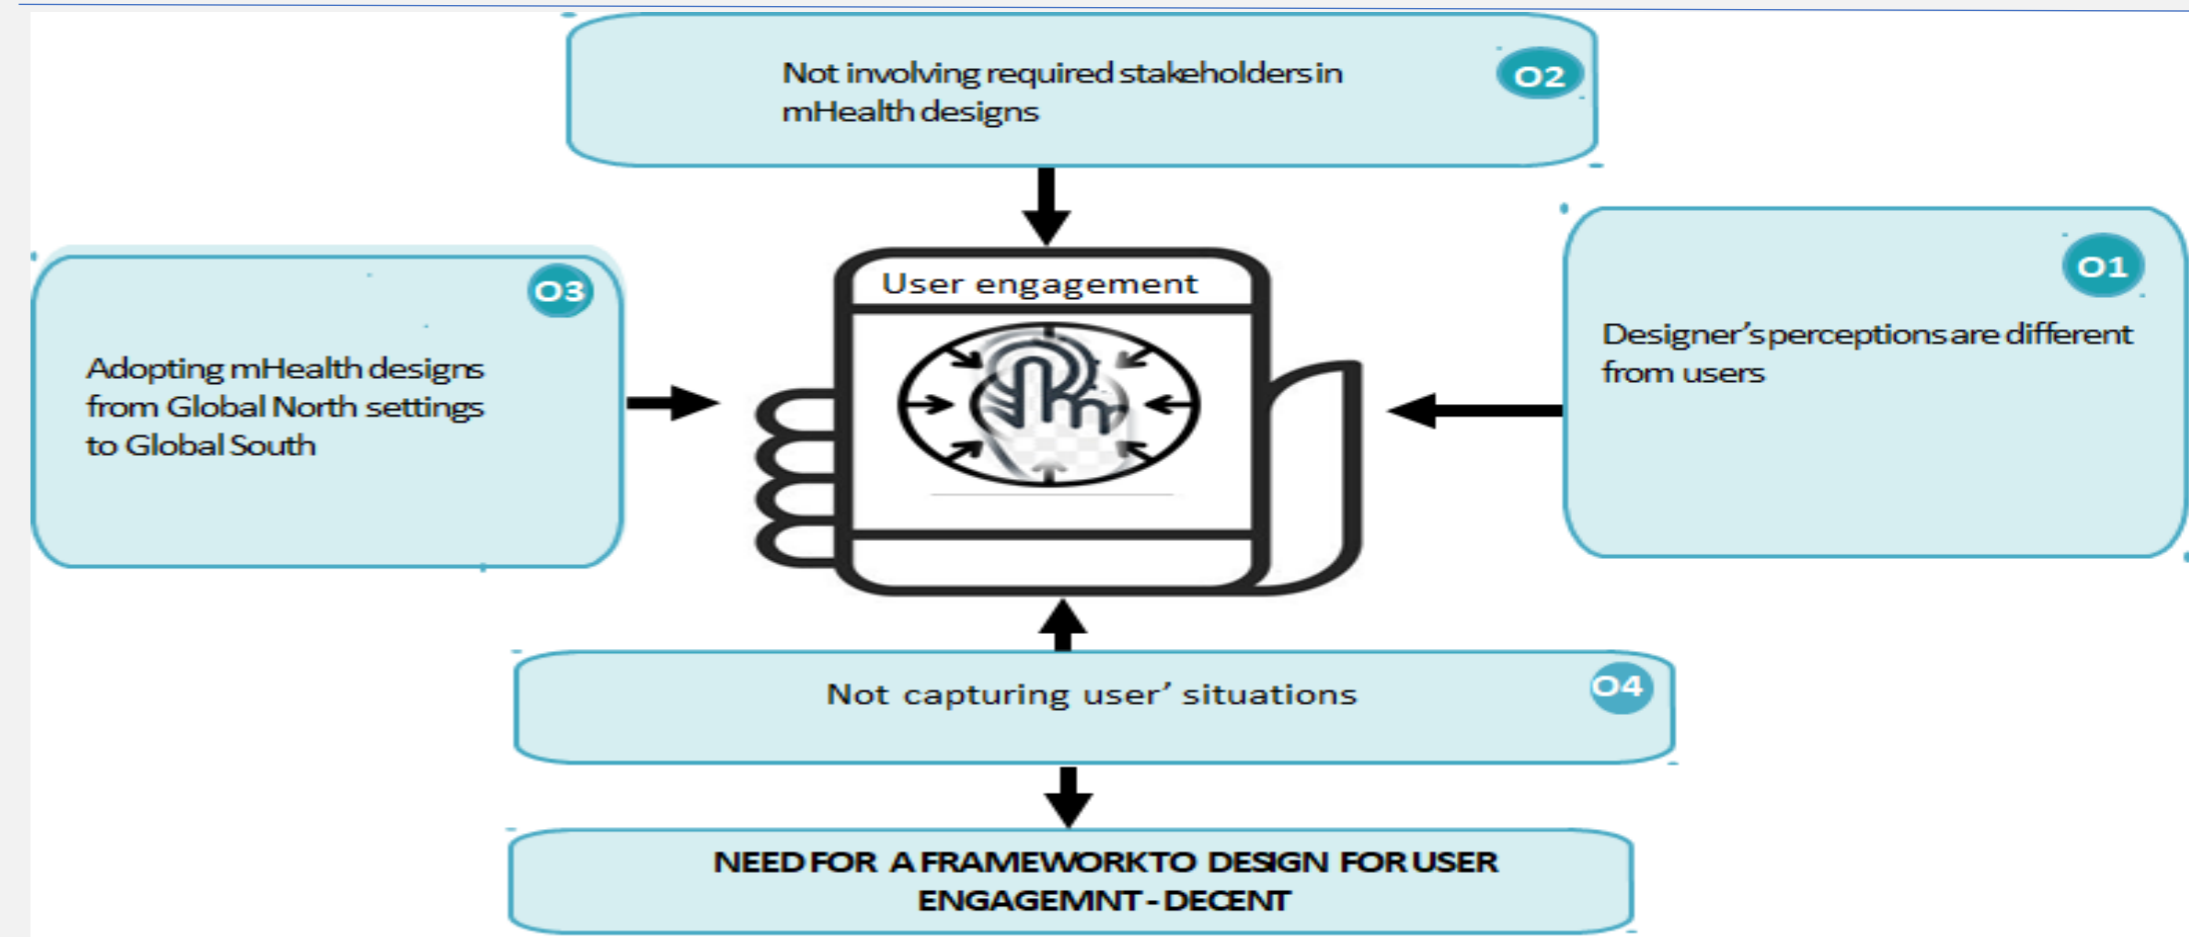 Not involving required stakeholders in
mHealth designs
O2
O1
Designer's perceptions are different
from users
O3
Adopting mHealth designs
from Global North settings
to Global South
User engagement
Not capturing user' situations
O4
NEED FOR A FRAMEWORK TO DESIGN FOR USER
ENGAGEMNT - DECENT